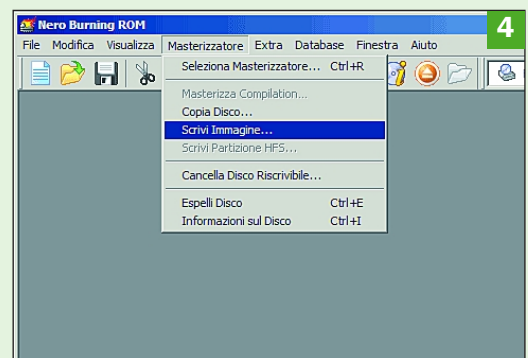 Nero Burning ROM
4
File Modifica Visualizza Masterizzatore Extra Database Finestra Aiuto
Seleziona Masterizzatore... Ctrl+R
Masterizza Compilation...
Copia Disco...
Scrivi Immagine...
Scrivi Partizione HFS...
Cancella Disco Riscrivibile...
Espelli Disco Ctrl+E
Informazioni sul Disco Ctrl+I